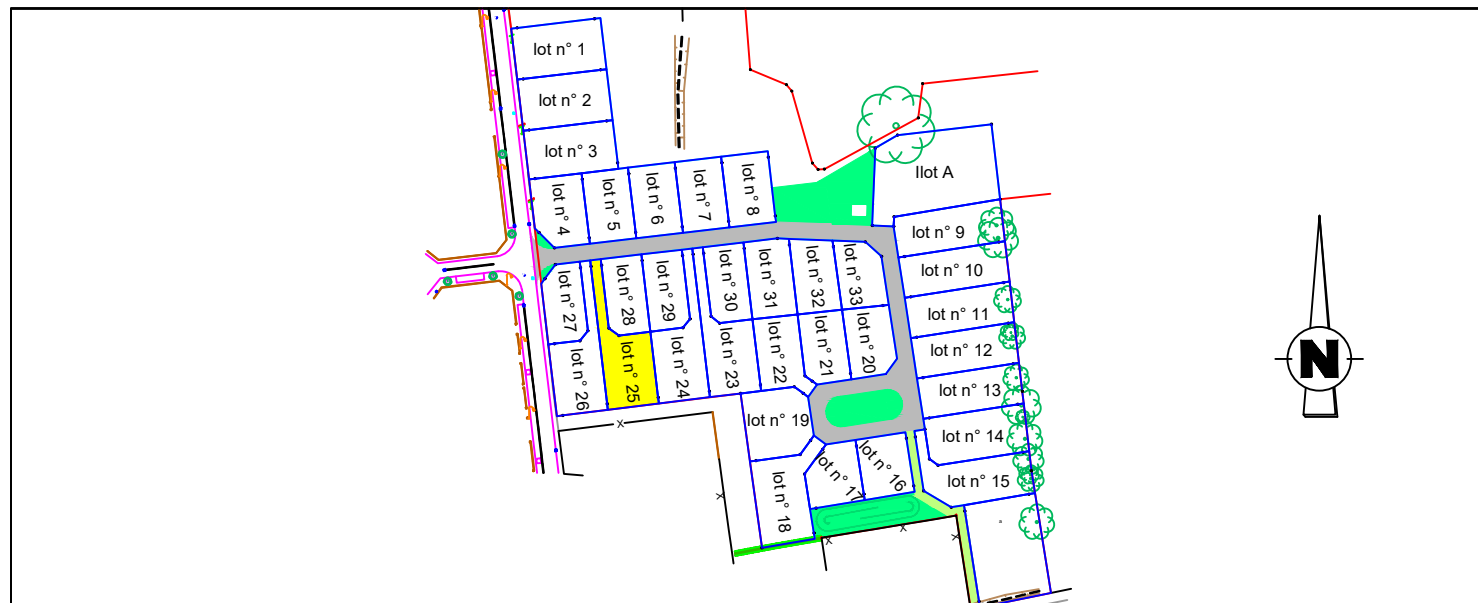 lot n° 1
lot n° 2
lot n° 3
lot n° 4
lot n° 5
lot n° 6
lot n° 7
lot n° 8
Ilot A
lot n° 9
lot n° 10
lot n° 11
lot n° 12
lot n° 13
lot n° 14
lot n° 15
lot n° 27
lot n° 28
lot n° 29
lot n° 30
lot n° 31
lot n° 32
lot n° 33
lot n° 26
lot n° 25
lot n° 24
lot n° 23
lot n° 22
lot n° 21
lot n° 20
lot n° 19
lot n° 18
lot n° 17
lot n° 16
N